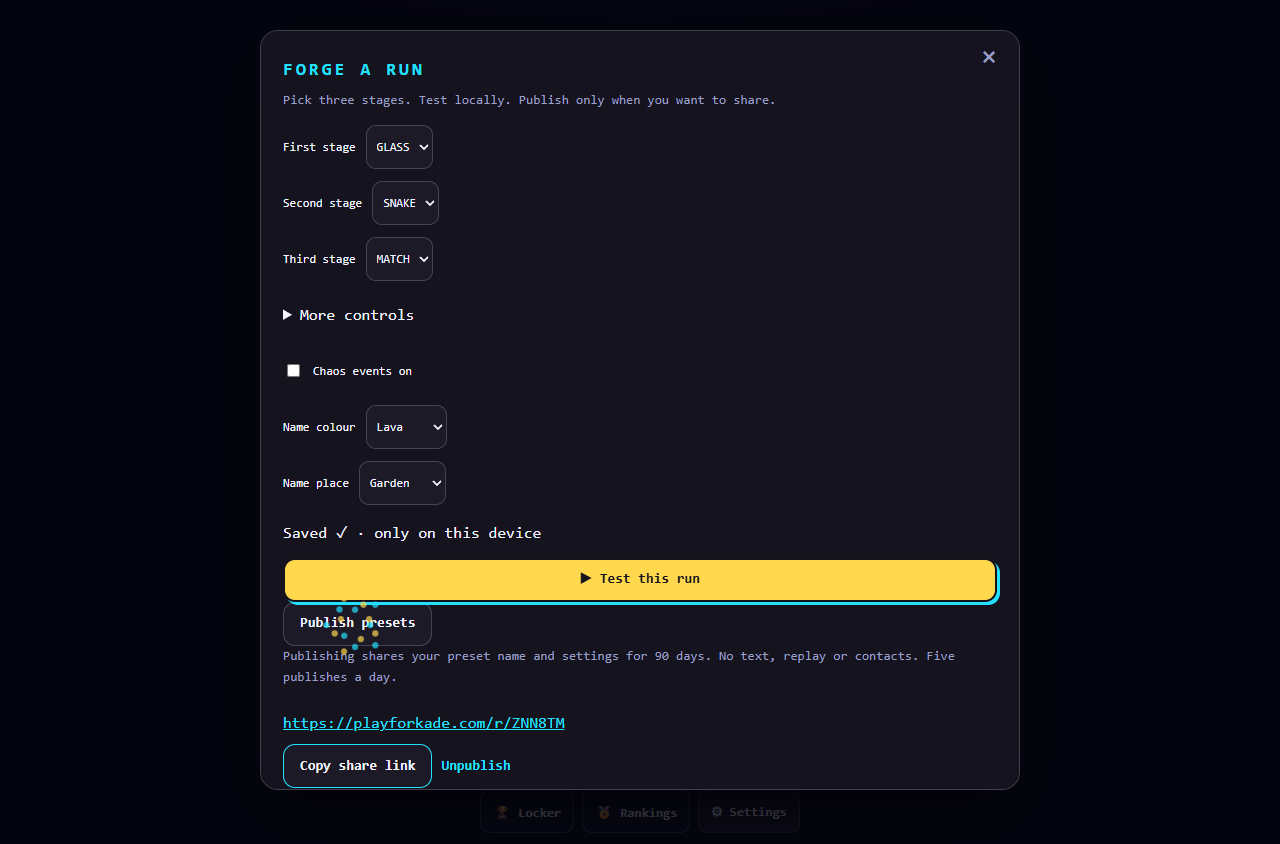 FORGE A RUN
✕
Pick three stages. Test locally. Publish only when you want to share.
First stage GLASS
Second stage SNAKE
Third stage MATCH
▶ More controls
Chaos events on
Name colour Lava
Name place Garden
Saved ✓ · only on this device
▶ Test this run
Publish presets
Publishing shares your preset name and settings for 90 days. No text, replay or contacts. Five
publishes a day.
https://playforkade.com/r/ZNN8TM
Copy share link Unpublish
🏆 Locker 🏅 Rankings ⚙ Settings